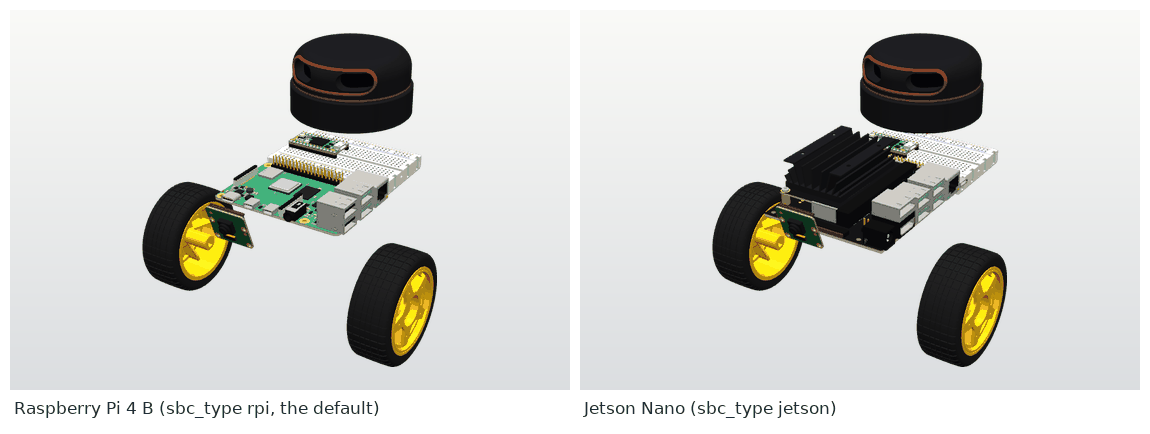 Raspberry Pi 4 B (sbc_type rpi, the default)
Jetson Nano (sbc_type jetson)